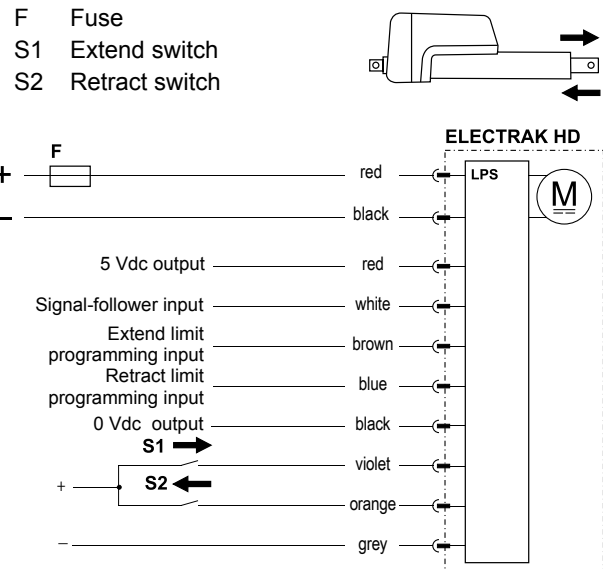 F Fuse
S1 Extend switch
S2 Retract switch
ELECTRAK HD
F
+ red LPS
M
– black
5 Vdc output red
Signal-follower input white
Extend limit
programming input brown
Retract limit
programming input blue
0 Vdc output black
S1
violet
S2
+
orange
– grey